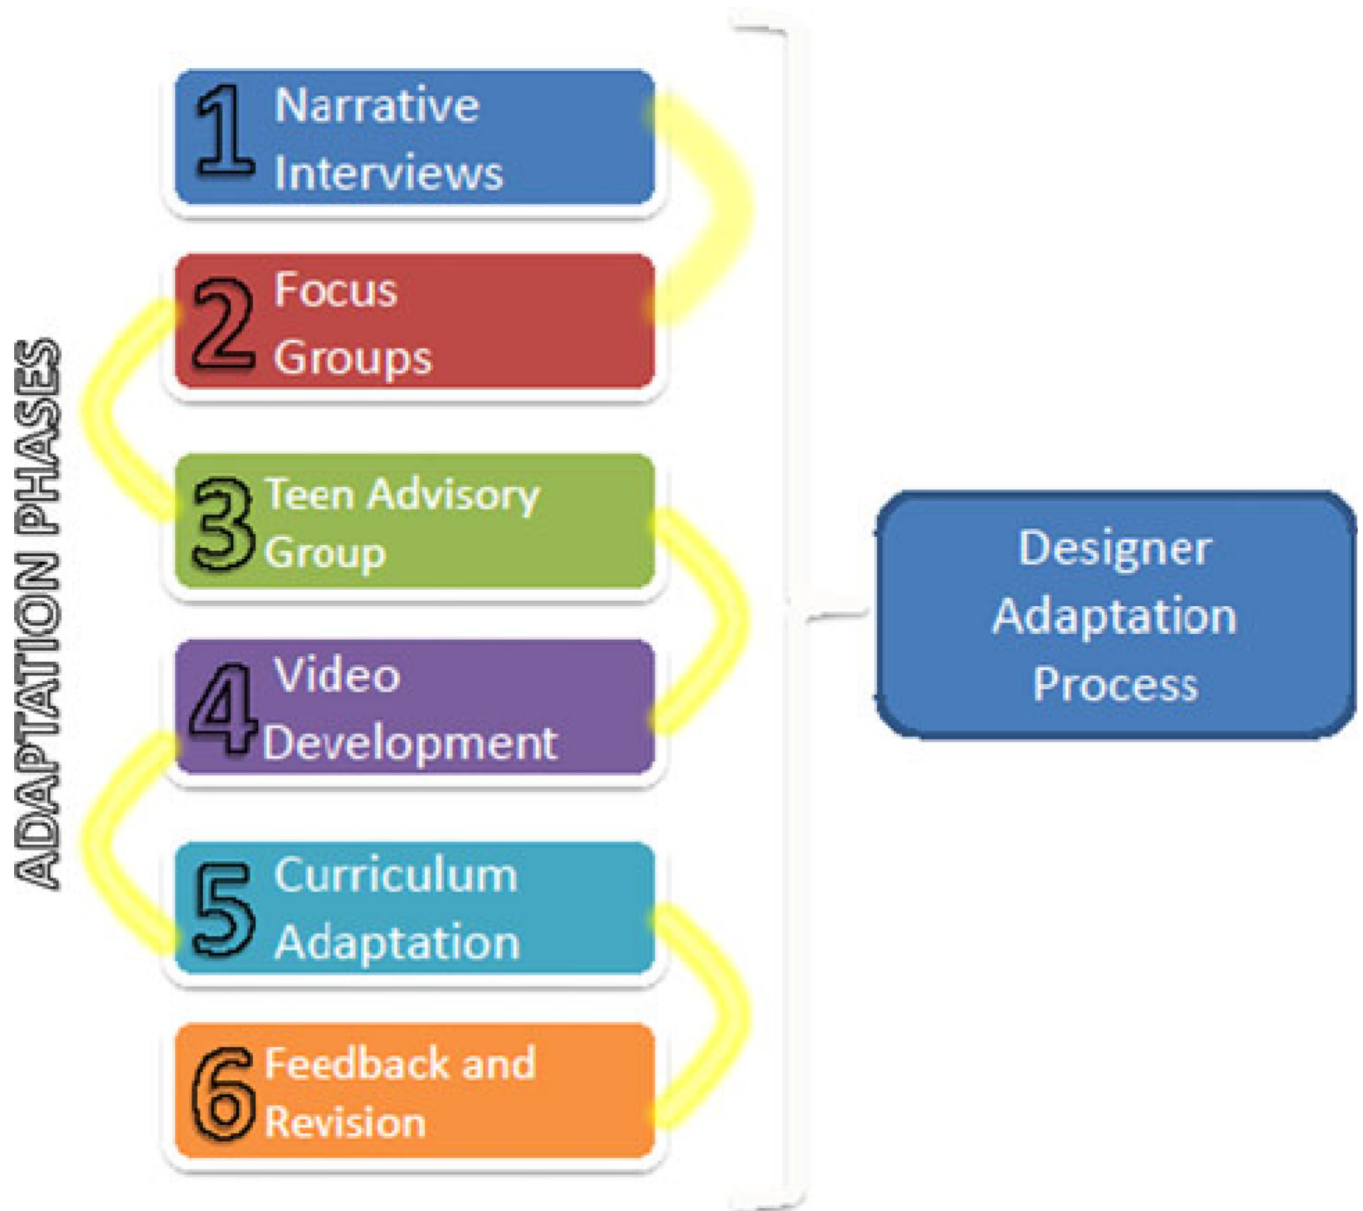 ADAPTATION PHASES
1 Narrative
Interviews
2 Focus
Groups
3 Teen Advisory
Group
4 Video
Development
5 Curriculum
Adaptation
6 Feedback and
Revision
Designer
Adaptation
Process